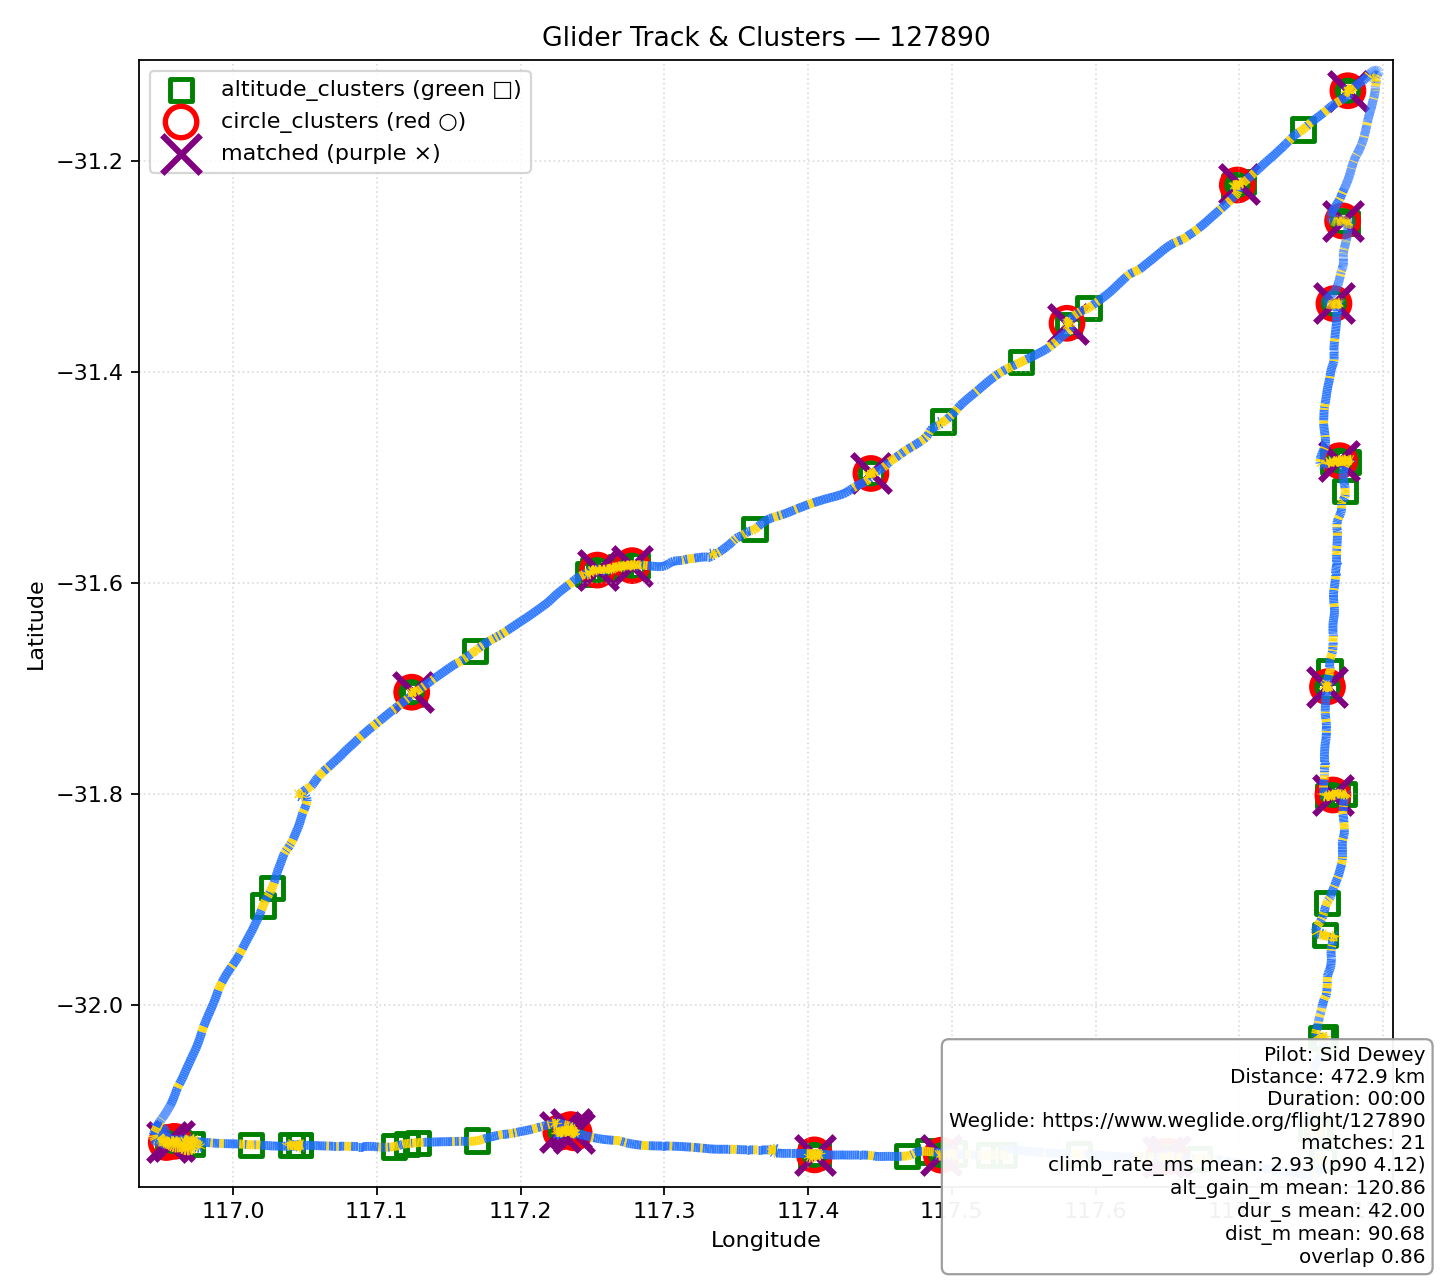 Glider Track & Clusters — 127890
altitude_clusters (green □)
circle_clusters (red ○)
matched (purple ×)
Latitude
−31.2
−31.4
−31.6
−31.8
−32.0
117.0
117.1
117.2
117.3
117.4
117.5
117.6
Longitude
Pilot: Sid Dewey
Distance: 472.9 km
Duration: 00:00
Weglide: https://www.weglide.org/flight/127890
matches: 21
climb_rate_ms mean: 2.93 (p90 4.12)
alt_gain_m mean: 120.86
dur_s mean: 42.00
dist_m mean: 90.68
overlap 0.86